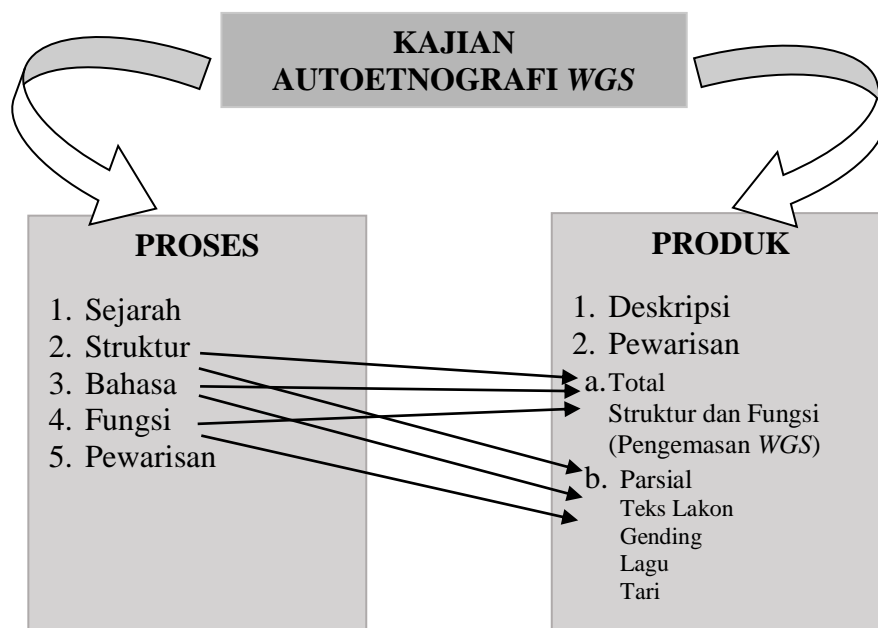 KAJIAN
AUTOETNOGRAFI WGS
PROSES
1. Sejarah
2. Struktur
3. Bahasa
4. Fungsi
5. Pewarisan
PRODUK
1. Deskripsi
2. Pewarisan
a. Total
Struktur dan Fungsi
(Pengemasan WGS)
b. Parsial
Teks Lakon
Gending
Lagu
Tari